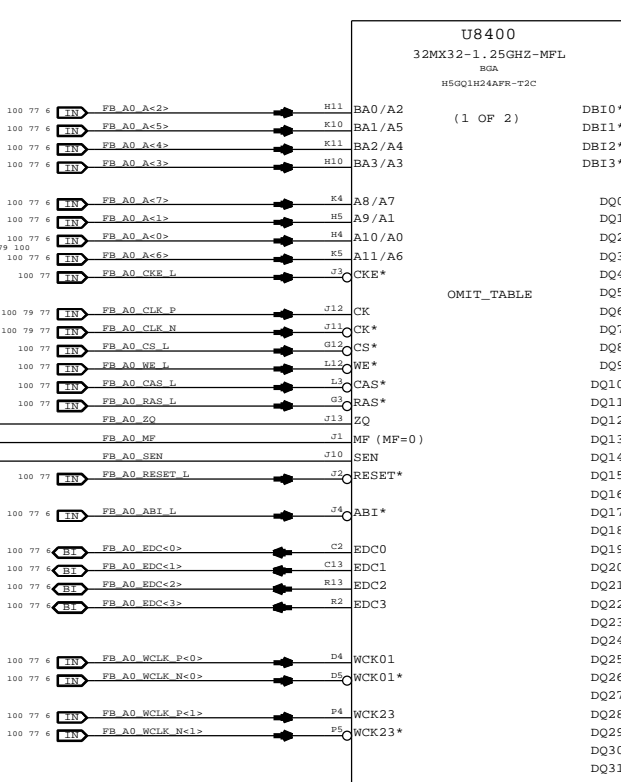 U8400
32MX32-1.25GHZ-MFL
BGA
H5GQ1H24AFR-T2C
(1 OF 2)
100 77 6 IN FB_A0_A<2> H11 BA0/A2 DBI0*
100 77 6 IN FB_A0_A<5> K10 BA1/A5 DBI1*
100 77 6 IN FB_A0_A<4> K11 BA2/A4 DBI2*
100 77 6 IN FB_A0_A<3> H10 BA3/A3 DBI3*
100 77 6 IN FB_A0_A<7> K4 A8/A7 DQ0
100 77 6 IN FB_A0_A<1> H5 A9/A1 DQ1
100 77 6 IN FB_A0_A<0> H4 A10/A0 DQ2
79 100
100 77 6 IN FB_A0_A<6> K5 A11/A6 DQ3
100 77 IN FB_A0_CKE_L J3 CKE* DQ4
OMIT_TABLE DQ5
100 79 77 IN FB_A0_CLK_P J12 CK DQ6
100 79 77 IN FB_A0_CLK_N J11 CK* DQ7
100 77 IN FB_A0_CS_L G12 CS* DQ8
100 77 IN FB_A0_WE_L L12 WE* DQ9
100 77 IN FB_A0_CAS_L L3 CAS* DQ10
100 77 IN FB_A0_RAS_L G3 RAS* DQ11
FB_A0_ZQ J13 ZQ DQ12
FB_A0_MF J1 MF (MF=0) DQ13
FB_A0_SEN J10 SEN DQ14
100 77 IN FB_A0_RESET_L J2 RESET* DQ15
DQ16
100 77 6 IN FB_A0_ABI_L J4 ABI* DQ17
DQ18
100 77 6 BI FB_A0_EDC<0> C2 EDC0 DQ19
100 77 6 BI FB_A0_EDC<1> C13 EDC1 DQ20
100 77 6 BI FB_A0_EDC<2> R13 EDC2 DQ21
100 77 6 BI FB_A0_EDC<3> R2 EDC3 DQ22
DQ23
DQ24
100 77 6 IN FB_A0_WCLK_P<0> D4 WCK01 DQ25
100 77 6 IN FB_A0_WCLK_N<0> D5 WCK01* DQ26
DQ27
100 77 6 IN FB_A0_WCLK_P<1> P4 WCK23 DQ28
100 77 6 IN FB_A0_WCLK_N<1> P5 WCK23* DQ29
DQ30
DQ31